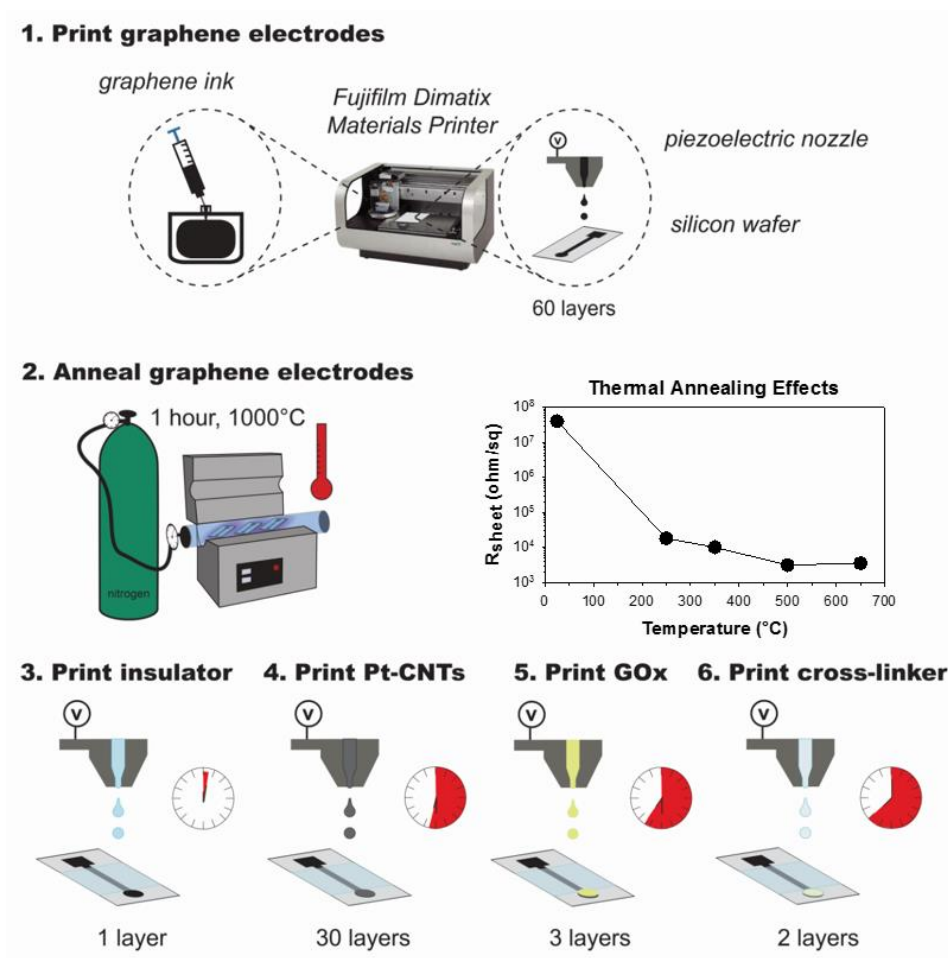 1. Print graphene electrodes
graphene ink
Fujifilm Dimatix
Materials Printer
piezoelectric nozzle
silicon wafer
V
60 layers
2. Anneal graphene electrodes
1 hour, 1000°C
nitrogen
Thermal Annealing Effects
Rsheet (ohm/sq)
10⁸
10⁷
10⁶
10⁵
10⁴
10³
0 100 200 300 400 500 600 700
Temperature (°C)
3. Print insulator 4. Print Pt-CNTs 5. Print GOx 6. Print cross-linker
V V V V
1 layer 30 layers 3 layers 2 layers